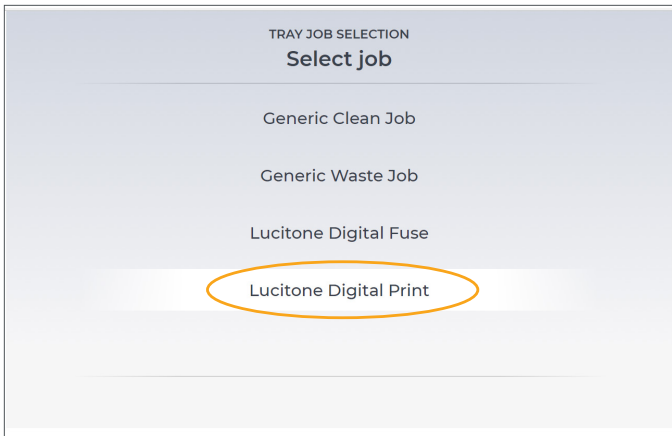 TRAY JOB SELECTION
Select job
Generic Clean Job
Generic Waste Job
Lucitone Digital Fuse
Lucitone Digital Print